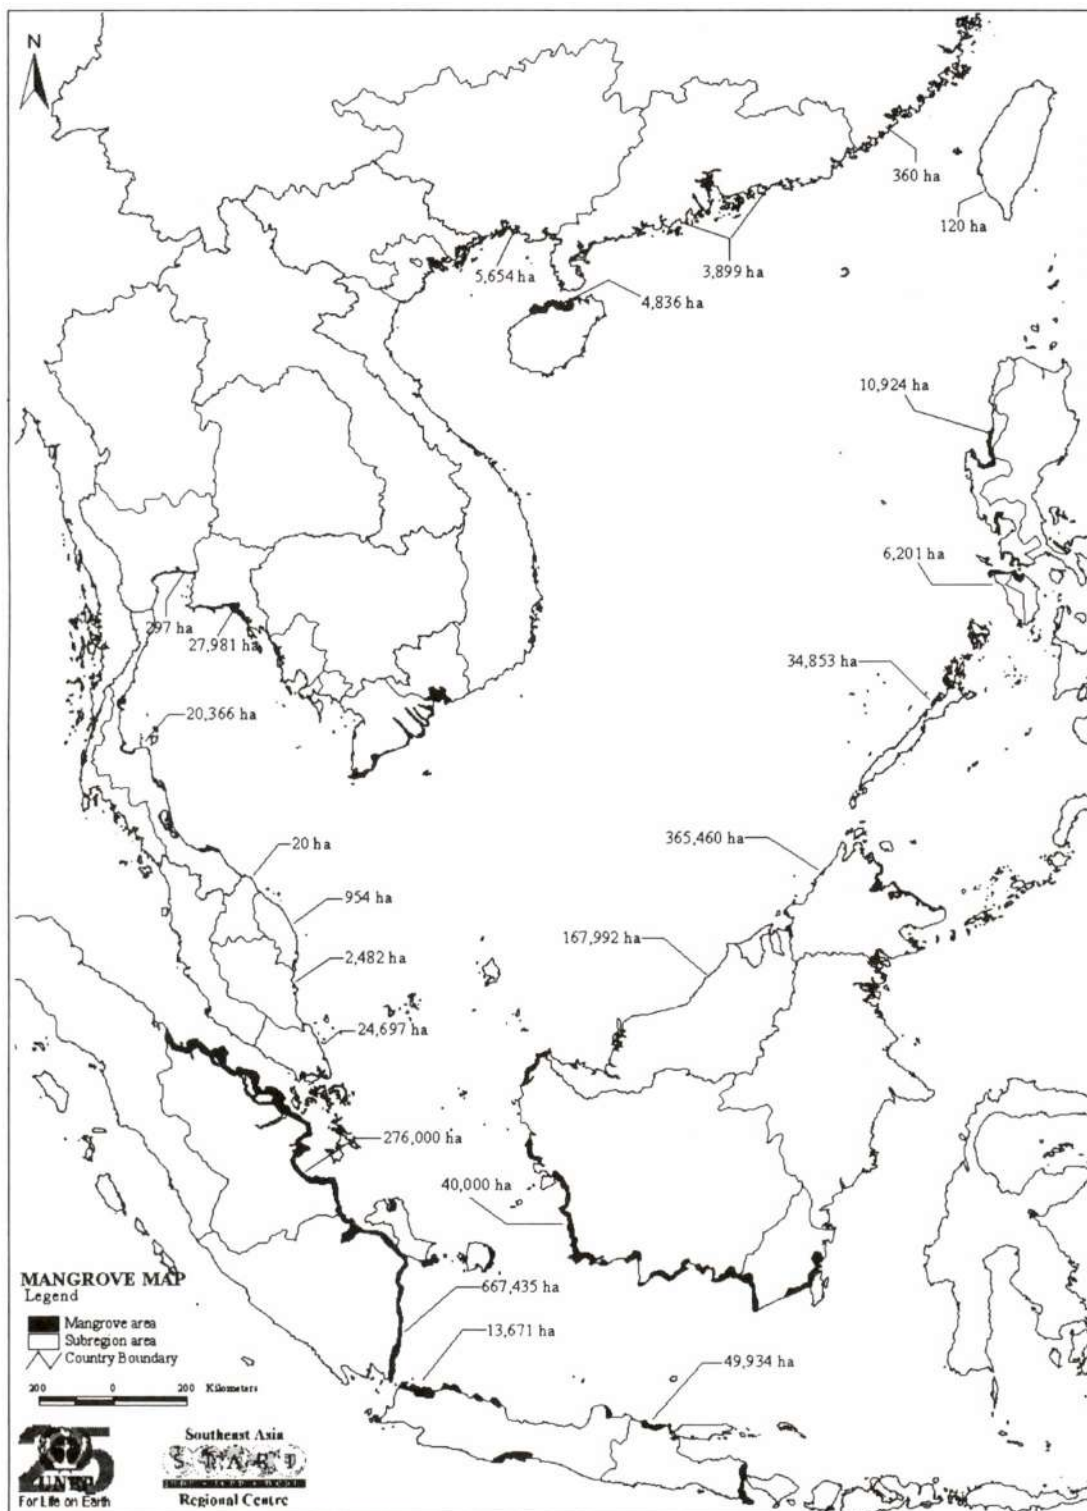 N
360 ha
120 ha
5,654 ha
3,899 ha
4,836 ha
10,924 ha
6,201 ha
297 ha
27,981 ha
34,853 ha
20,366 ha
20 ha
365,460 ha
954 ha
167,992 ha
2,482 ha
24,697 ha
276,000 ha
40,000 ha
MANGROVE MAP
Legend
667,435 ha
Mangrove area
13,671 ha
Subregion area
Country Boundary
49,934 ha
200 0 200 Kilometers
25
UNEP
For Life on Earth
Southeast Asia
START
Regional Centre